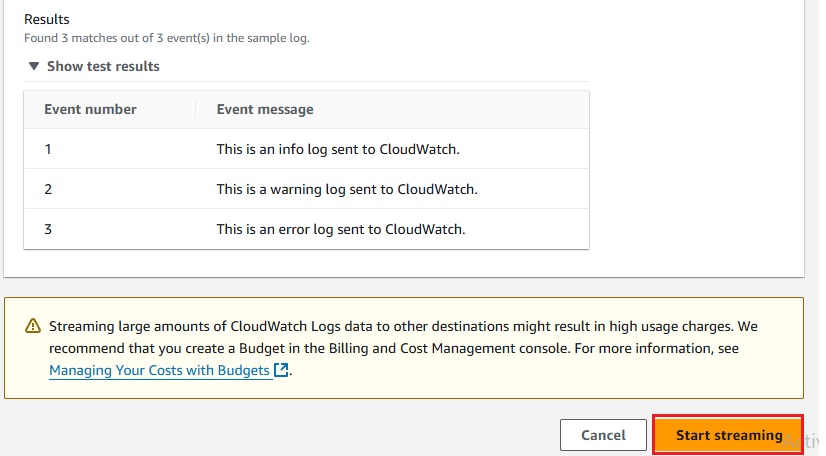 Results
Found 3 matches out of 3 event(s) in the sample log.
▼ Show test results
Event number Event message
1 This is an info log sent to CloudWatch.
2 This is a warning log sent to CloudWatch.
3 This is an error log sent to CloudWatch.
Streaming large amounts of CloudWatch Logs data to other destinations might result in high usage charges. We
recommend that you create a Budget in the Billing and Cost Management console. For more information, see
Managing Your Costs with Budgets.
Cancel Start streaming